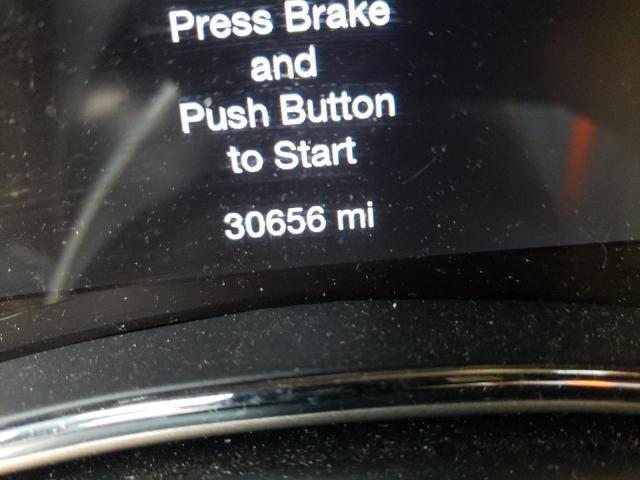 Press Brake
and
Push Button
to Start
30656 mi